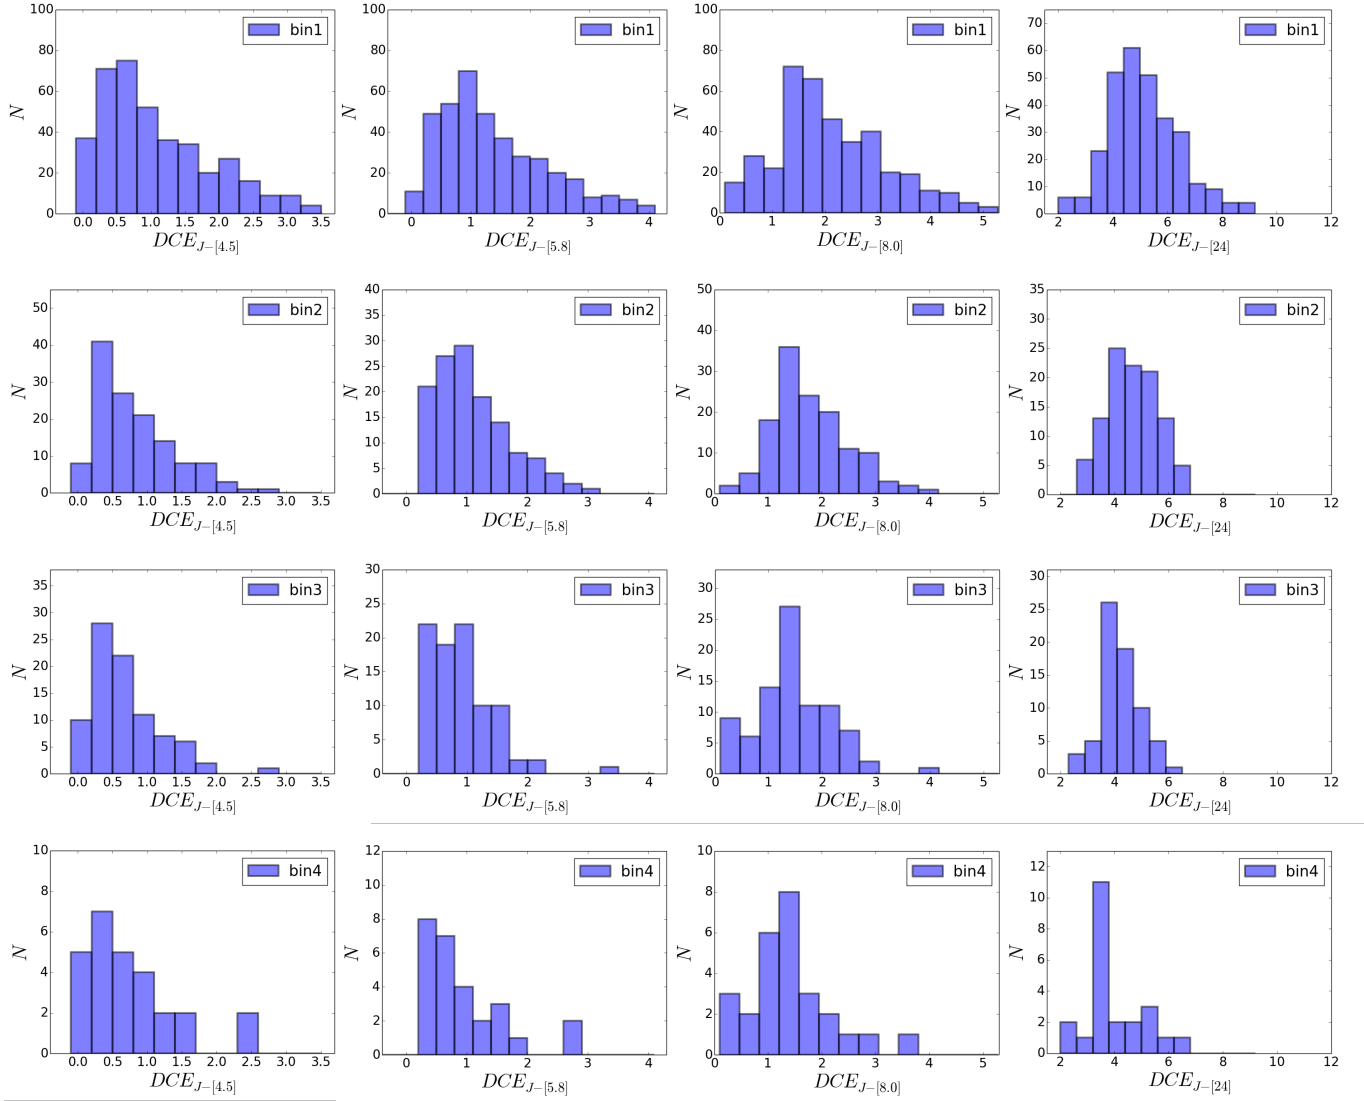 100 80 60 40 20 0
N
bin1
0.0 0.5 1.0 1.5 2.0 2.5 3.0 3.5
DCE_{J−[4.5]}
100 80 60 40 20 0
N
bin1
0 1 2 3 4
DCE_{J−[5.8]}
100 80 60 40 20 0
N
bin1
0 1 2 3 4 5
DCE_{J−[8.0]}
70 60 50 40 30 20 10 0
N
bin1
2 4 6 8 10 12
DCE_{J−[24]}
50 40 30 20 10 0
N
bin2
0.0 0.5 1.0 1.5 2.0 2.5 3.0 3.5
DCE_{J−[4.5]}
40 35 30 25 20 15 10 5 0
N
bin2
0 1 2 3 4
DCE_{J−[5.8]}
50 40 30 20 10 0
N
bin2
0 1 2 3 4 5
DCE_{J−[8.0]}
35 30 25 20 15 10 5 0
N
bin2
2 4 6 8 10 12
DCE_{J−[24]}
35 30 25 20 15 10 5 0
N
bin3
0.0 0.5 1.0 1.5 2.0 2.5 3.0 3.5
DCE_{J−[4.5]}
30 25 20 15 10 5 0
N
bin3
0 1 2 3 4
DCE_{J−[5.8]}
30 25 20 15 10 5 0
N
bin3
0 1 2 3 4 5
DCE_{J−[8.0]}
30 25 20 15 10 5 0
N
bin3
2 4 6 8 10 12
DCE_{J−[24]}
10 8 6 4 2 0
N
bin4
0.0 0.5 1.0 1.5 2.0 2.5 3.0 3.5
DCE_{J−[4.5]}
12 10 8 6 4 2 0
N
bin4
0 1 2 3 4
DCE_{J−[5.8]}
10 8 6 4 2 0
N
bin4
0 1 2 3 4 5
DCE_{J−[8.0]}
12 10 8 6 4 2 0
N
bin4
2 4 6 8 10 12
DCE_{J−[24]}